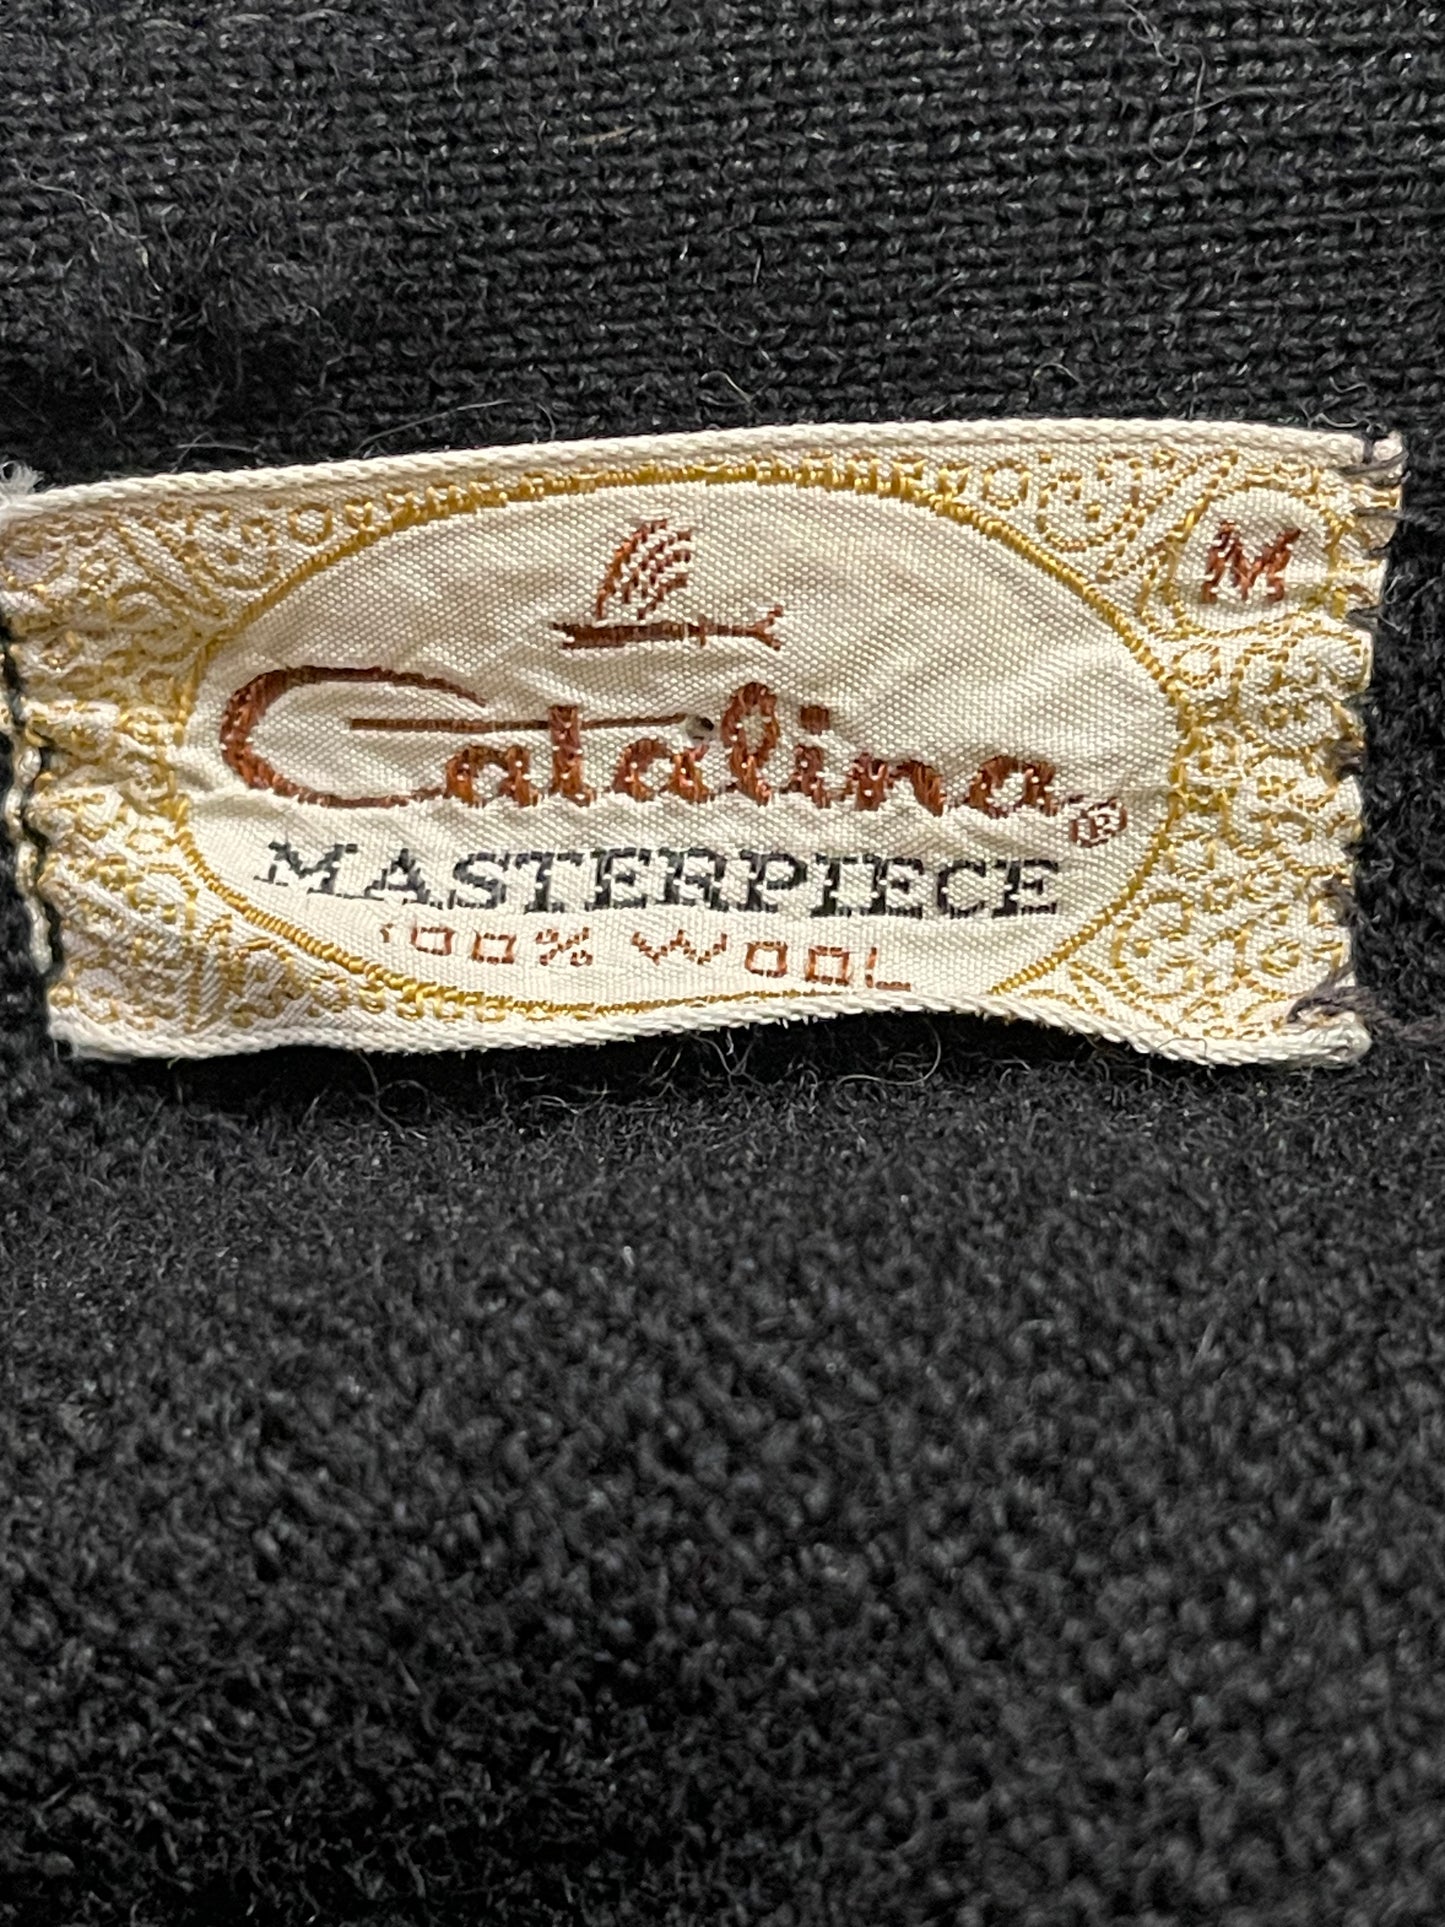 M
Catalina®
MASTERPIECE
100% WOOL